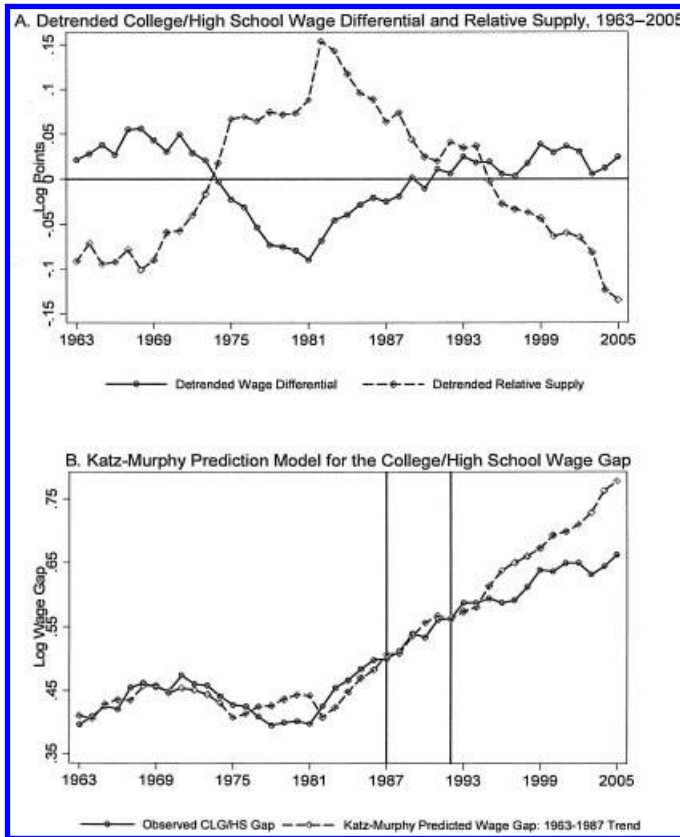 A. Detrended College/High School Wage Differential and Relative Supply, 1963–2005
.15
.1
.05
0
-.05
-.1
-.15
Log Points
1963 1969 1975 1981 1987 1993 1999 2005
Detrended Wage Differential Detrended Relative Supply
B. Katz-Murphy Prediction Model for the College/High School Wage Gap
.75
.65
.55
.45
.35
Log Wage Gap
1963 1969 1975 1981 1987 1993 1999 2005
Observed CLG/HS Gap Katz-Murphy Predicted Wage Gap: 1963-1987 Trend